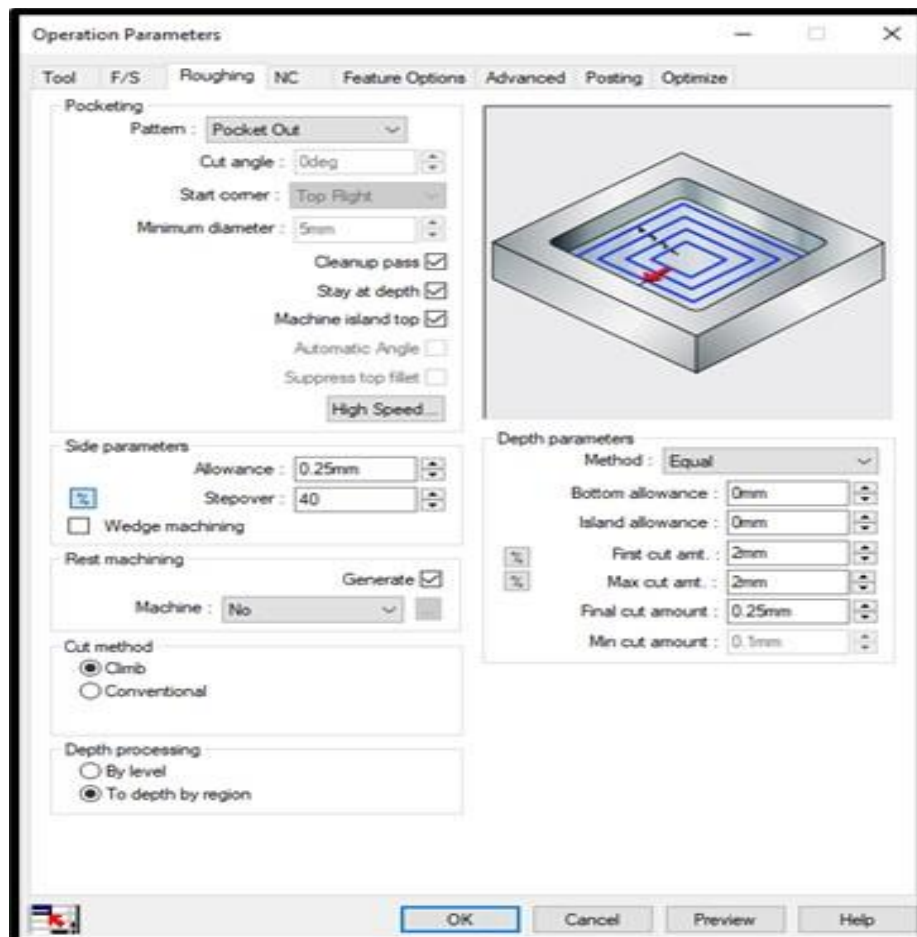 Operation Parameters
Tool F/S Roughing NC Feature Options Advanced Posting Optimize
Pocketing
Pattern : Pocket Out
Cut angle : 0deg
Start corner : Top Right
Minimum diameter : 5mm
Cleanup pass
Stay at depth
Machine island top
Automatic Angle
Suppress top fillet
High Speed...
Side parameters
Allowance : 0.25mm
% Stepover : 40
Wedge machining
Rest machining
Generate
Machine : No
Cut method
Climb
Conventional
Depth processing
By level
To depth by region
Depth parameters
Method : Equal
Bottom allowance : 0mm
Island allowance : 0mm
% First cut amt. : 2mm
% Max cut amt. : 2mm
Final cut amount : 0.25mm
Min cut amount : 0.1mm
OK Cancel Preview Help